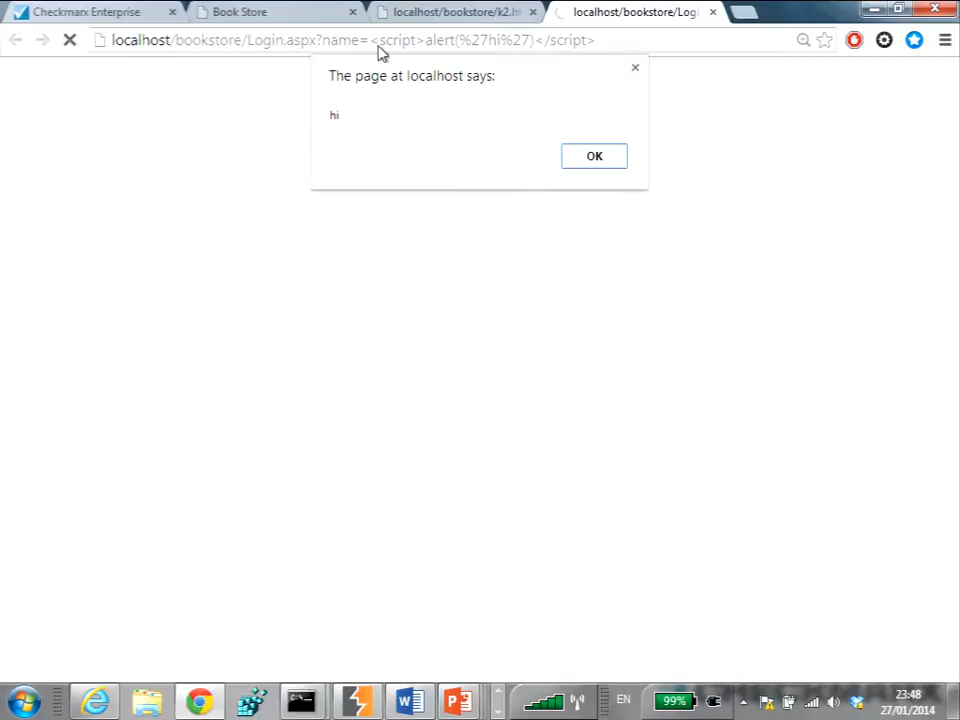 Checkmarx Enterprise
Book Store
localhost/bookstore/k2.h
localhost/bookstore/Logi
localhost/bookstore/Login.aspx?name=<script>alert(%27hi%27)</script>
The page at localhost says:
hi
OK
EN
99%
23:48
27/01/2014